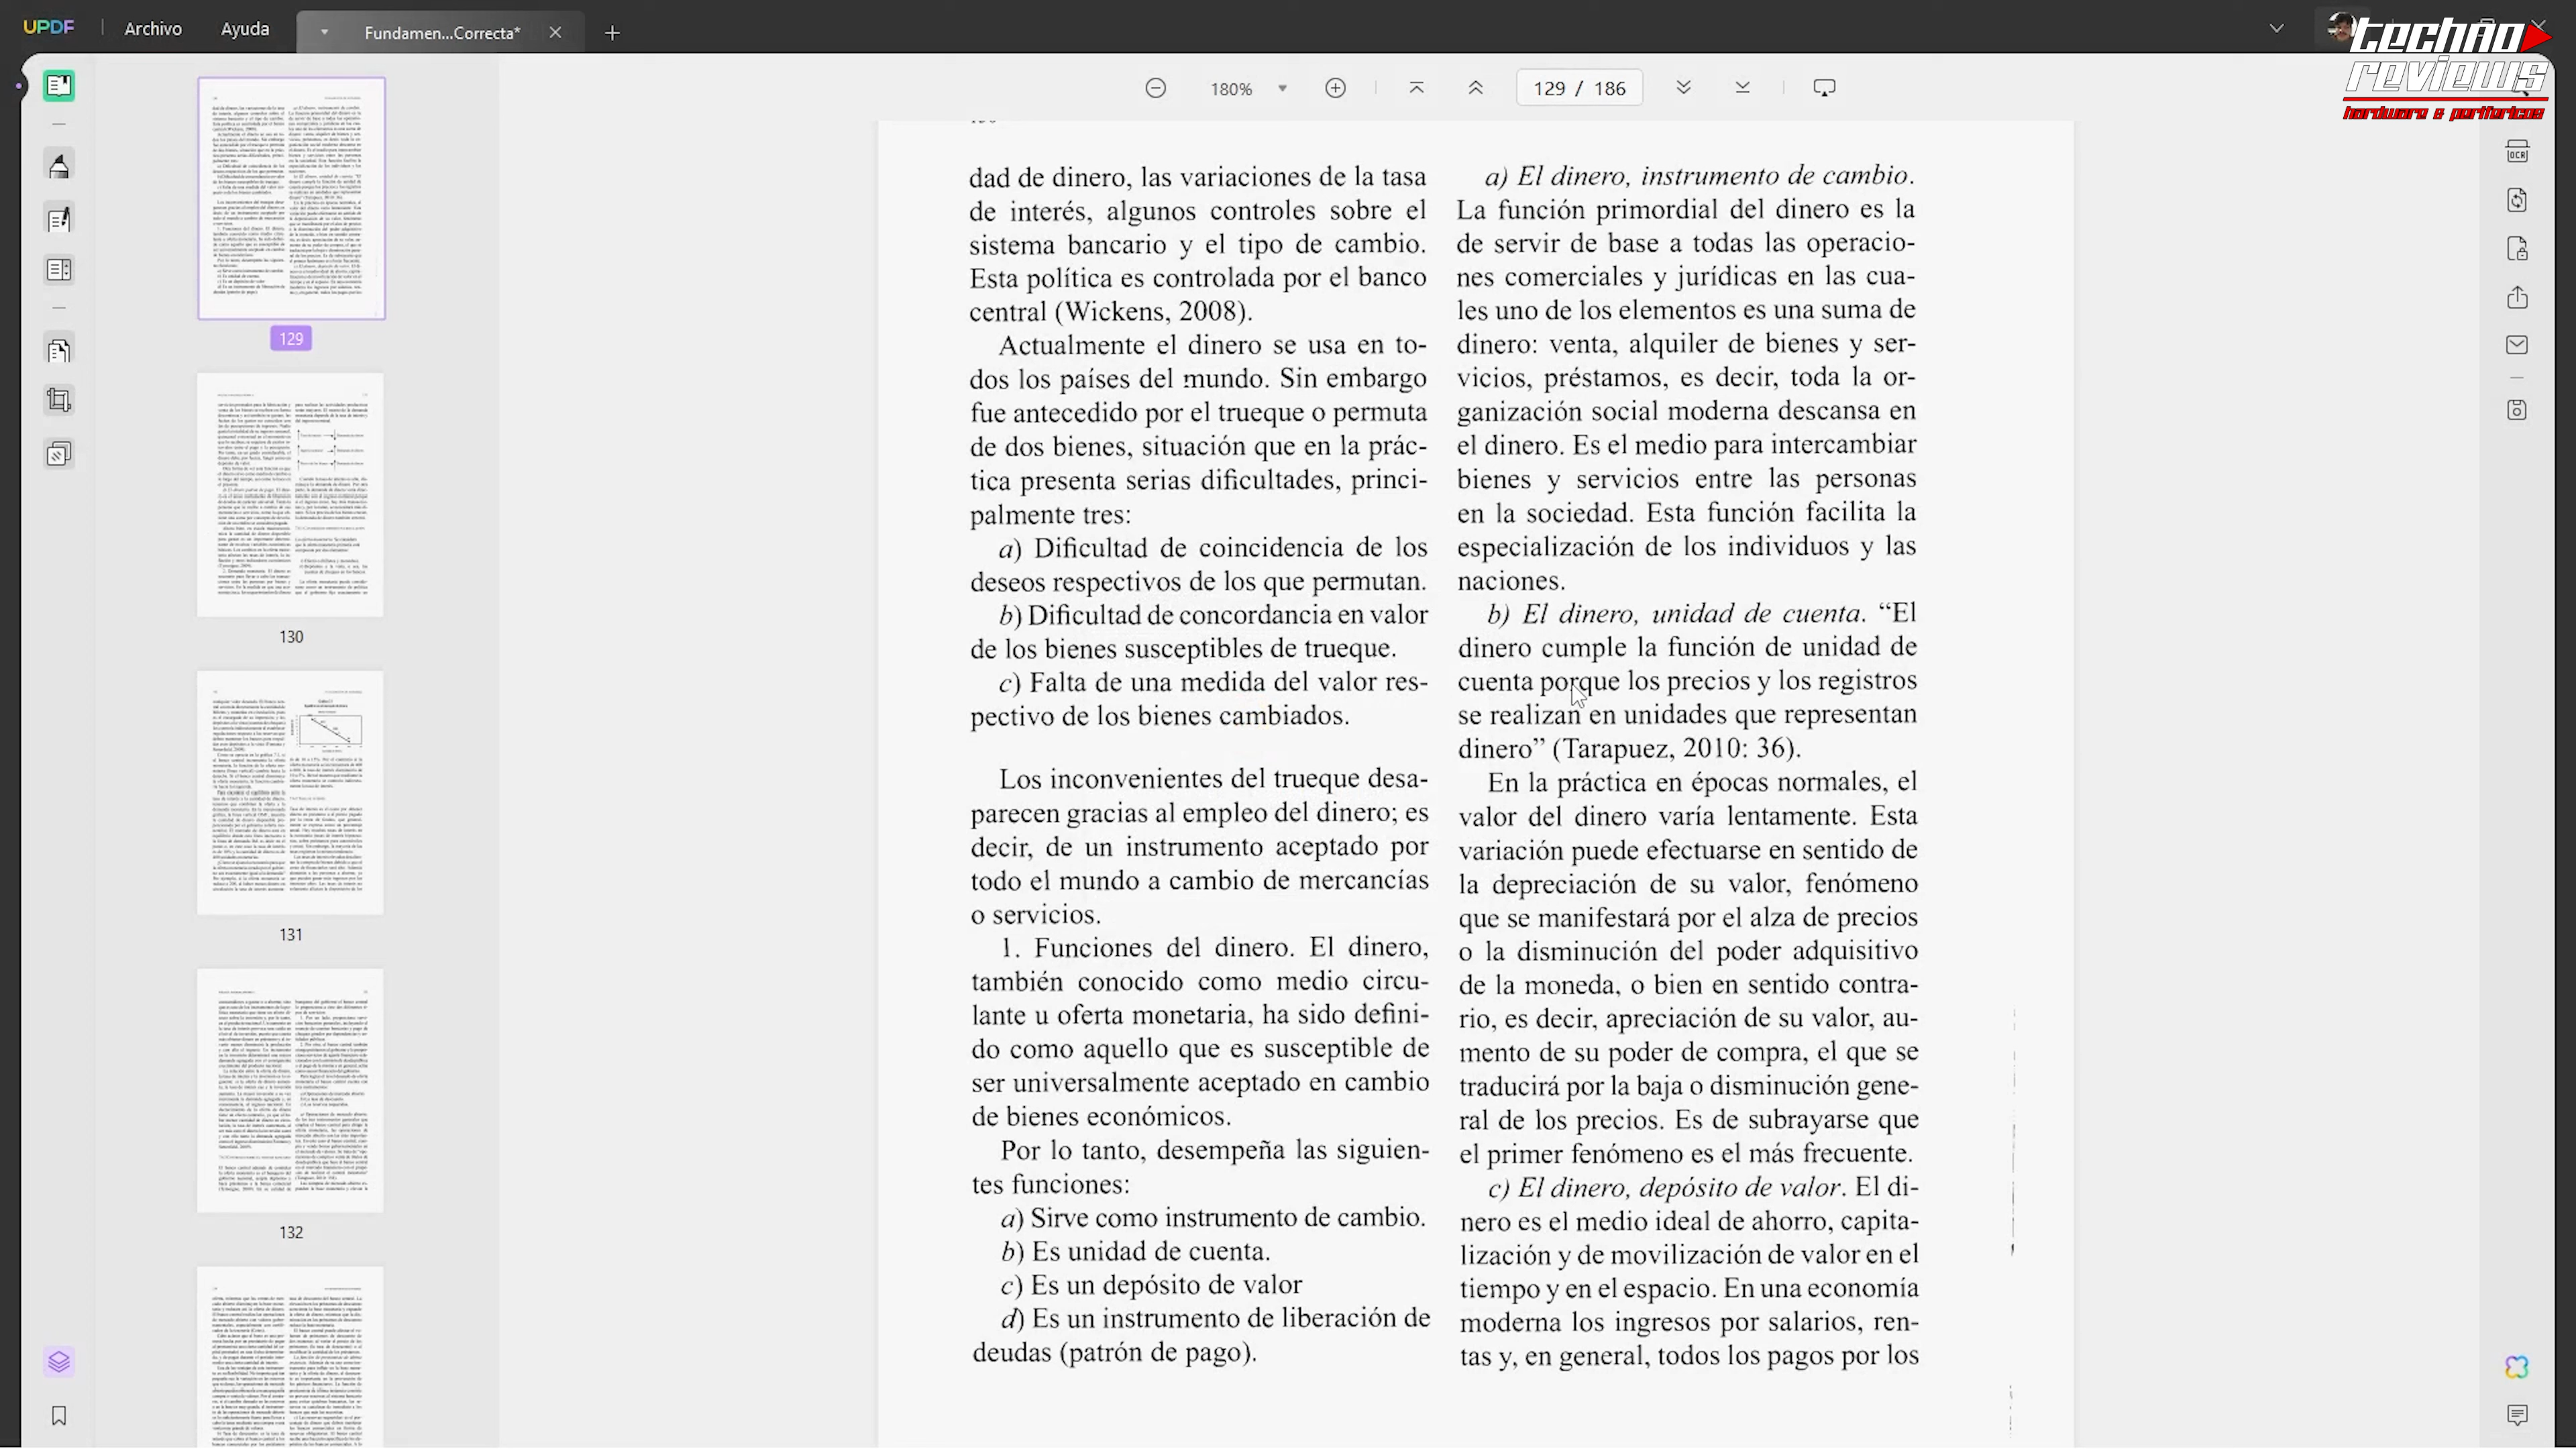 UPDF
Archivo
Ayuda
Fundamen...Correcta*
techno
reviews
hardware & perifericos
180%
129 / 186
OCR
129
130
131
132
dad de dinero, las variaciones de la tasa
de interés, algunos controles sobre el
sistema bancario y el tipo de cambio.
Esta política es controlada por el banco
central (Wickens, 2008).
Actualmente el dinero se usa en to-
dos los países del mundo. Sin embargo
fue antecedido por el trueque o permuta
de dos bienes, situación que en la prác-
tica presenta serias dificultades, princi-
palmente tres:
a) Dificultad de coincidencia de los
deseos respectivos de los que permutan.
b) Dificultad de concordancia en valor
de los bienes susceptibles de trueque.
c) Falta de una medida del valor res-
pectivo de los bienes cambiados.
Los inconvenientes del trueque desa-
parecen gracias al empleo del dinero; es
decir, de un instrumento aceptado por
todo el mundo a cambio de mercancías
o servicios.
1. Funciones del dinero. El dinero,
también conocido como medio circu-
lante u oferta monetaria, ha sido defini-
do como aquello que es susceptible de
ser universalmente aceptado en cambio
de bienes económicos.
Por lo tanto, desempeña las siguien-
tes funciones:
a) Sirve como instrumento de cambio.
b) Es unidad de cuenta.
c) Es un depósito de valor
d) Es un instrumento de liberación de
deudas (patrón de pago).
a) El dinero, instrumento de cambio.
La función primordial del dinero es la
de servir de base a todas las operacio-
nes comerciales y jurídicas en las cua-
les uno de los elementos es una suma de
dinero: venta, alquiler de bienes y ser-
vicios, préstamos, es decir, toda la or-
ganización social moderna descansa en
el dinero. Es el medio para intercambiar
bienes y servicios entre las personas
en la sociedad. Esta función facilita la
especialización de los individuos y las
naciones.
b) El dinero, unidad de cuenta. “El
dinero cumple la función de unidad de
cuenta porque los precios y los registros
se realizan en unidades que representan
dinero” (Tarapuez, 2010: 36).
En la práctica en épocas normales, el
valor del dinero varía lentamente. Esta
variación puede efectuarse en sentido de
la depreciación de su valor, fenómeno
que se manifestará por el alza de precios
o la disminución del poder adquisitivo
de la moneda, o bien en sentido contra-
rio, es decir, apreciación de su valor, au-
mento de su poder de compra, el que se
traducirá por la baja o disminución gene-
ral de los precios. Es de subrayarse que
el primer fenómeno es el más frecuente.
c) El dinero, depósito de valor. El di-
nero es el medio ideal de ahorro, capita-
lización y de movilización de valor en el
tiempo y en el espacio. En una economía
moderna los ingresos por salarios, ren-
tas y, en general, todos los pagos por los